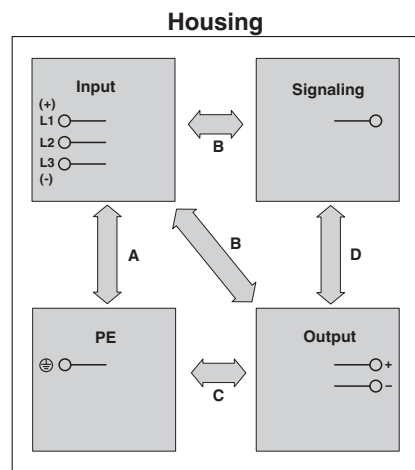 Housing
Input
(+)
L1
L2
L3
(-)
Signaling
B
A
B
D
PE
C
Output
+
–